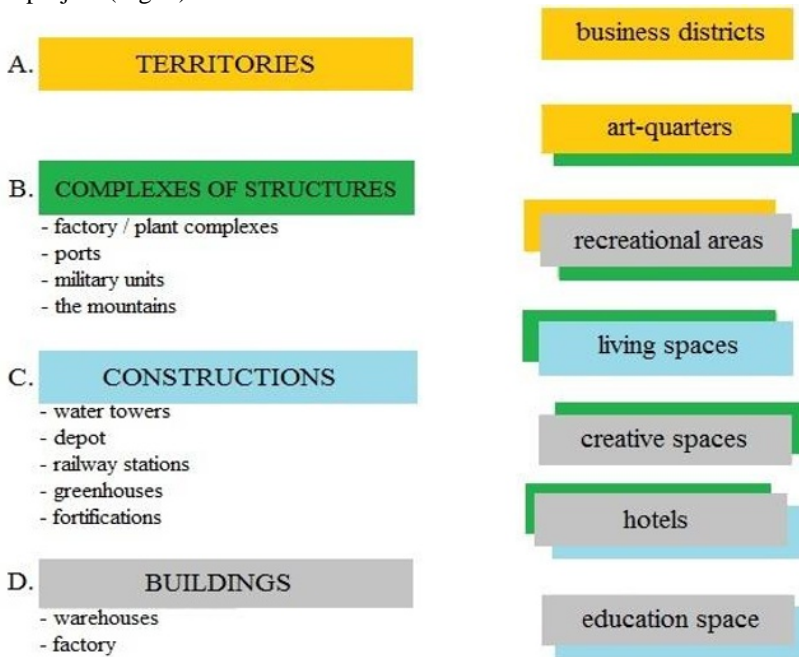 A. TERRITORIES
B. COMPLEXES OF STRUCTURES
- factory / plant complexes
- ports
- military units
- the mountains
C. CONSTRUCTIONS
- water towers
- depot
- railway stations
- greenhouses
- fortifications
D. BUILDINGS
- warehouses
- factory
business districts
art-quarters
recreational areas
living spaces
creative spaces
hotels
education space